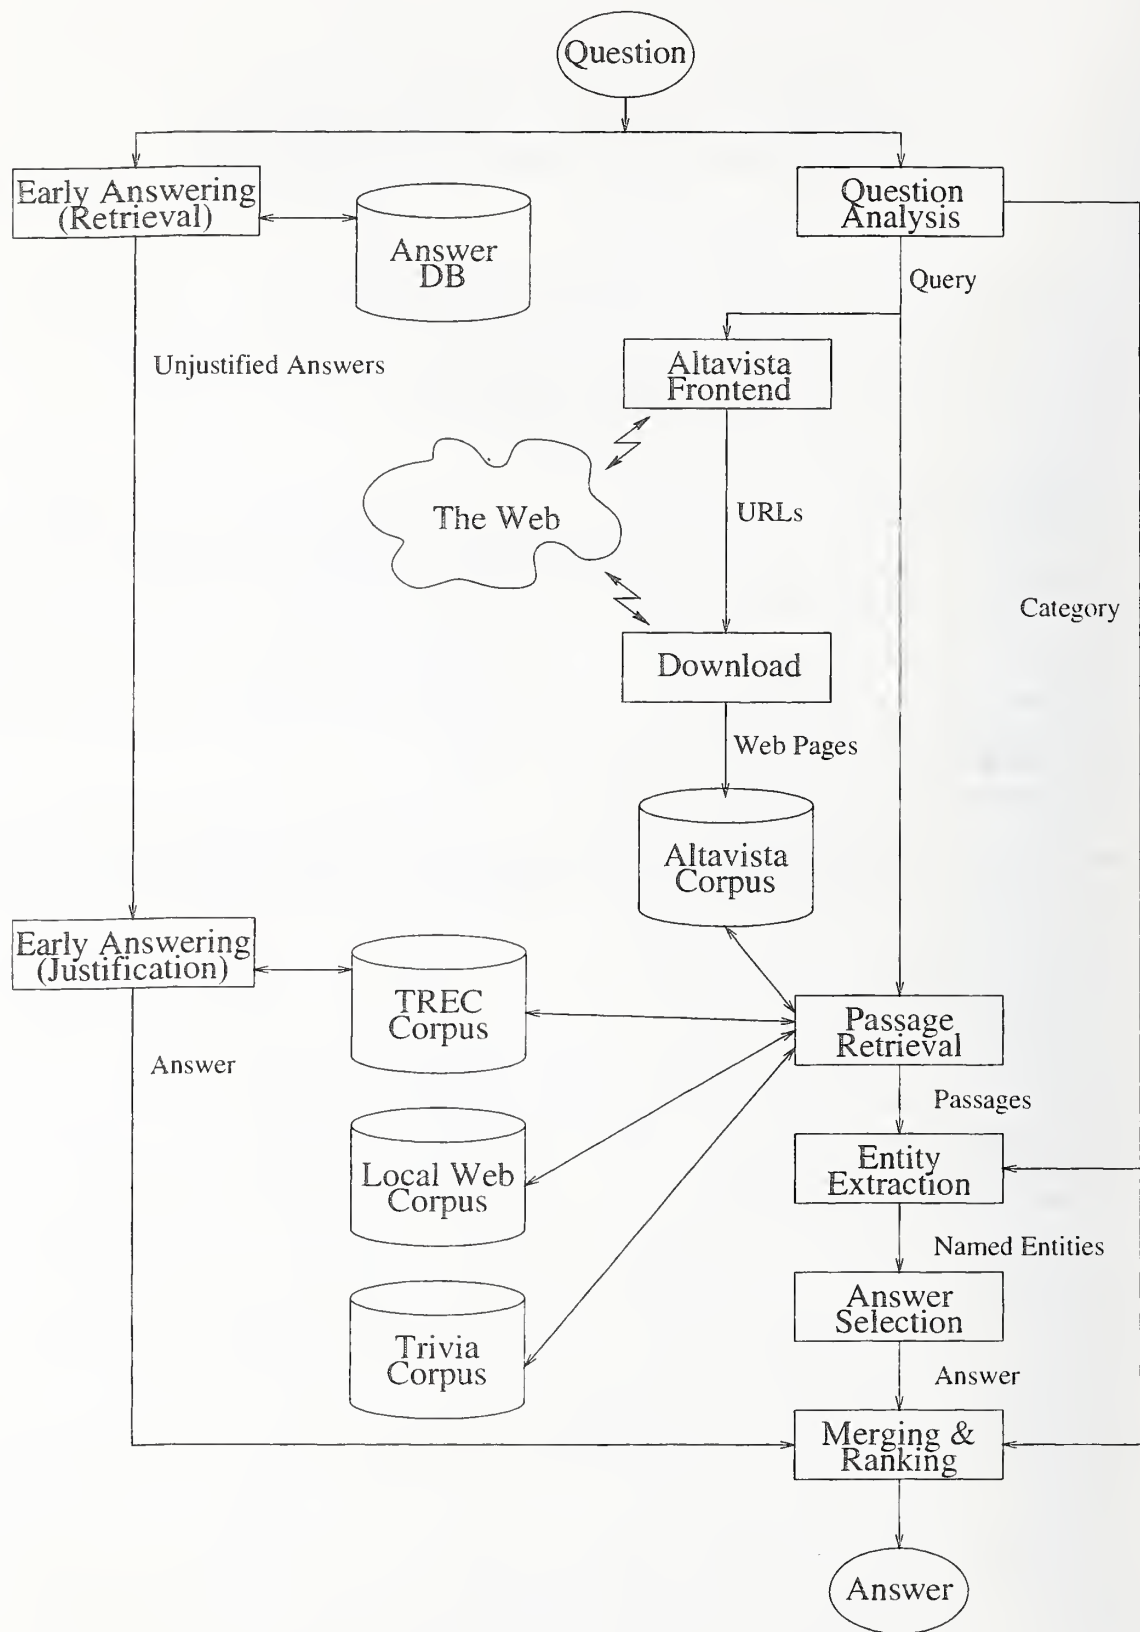 Question
Early Answering
(Retrieval)
Answer
DB
Question
Analysis
Query
Unjustified Answers
Altavista
Frontend
The Web
URLs
Category
Download
Web Pages
Altavista
Corpus
Early Answering
(Justification)
TREC
Corpus
Passage
Retrieval
Answer
Passages
Local Web
Corpus
Entity
Extraction
Named Entities
Trivia
Corpus
Answer
Selection
Answer
Merging &
Ranking
Answer